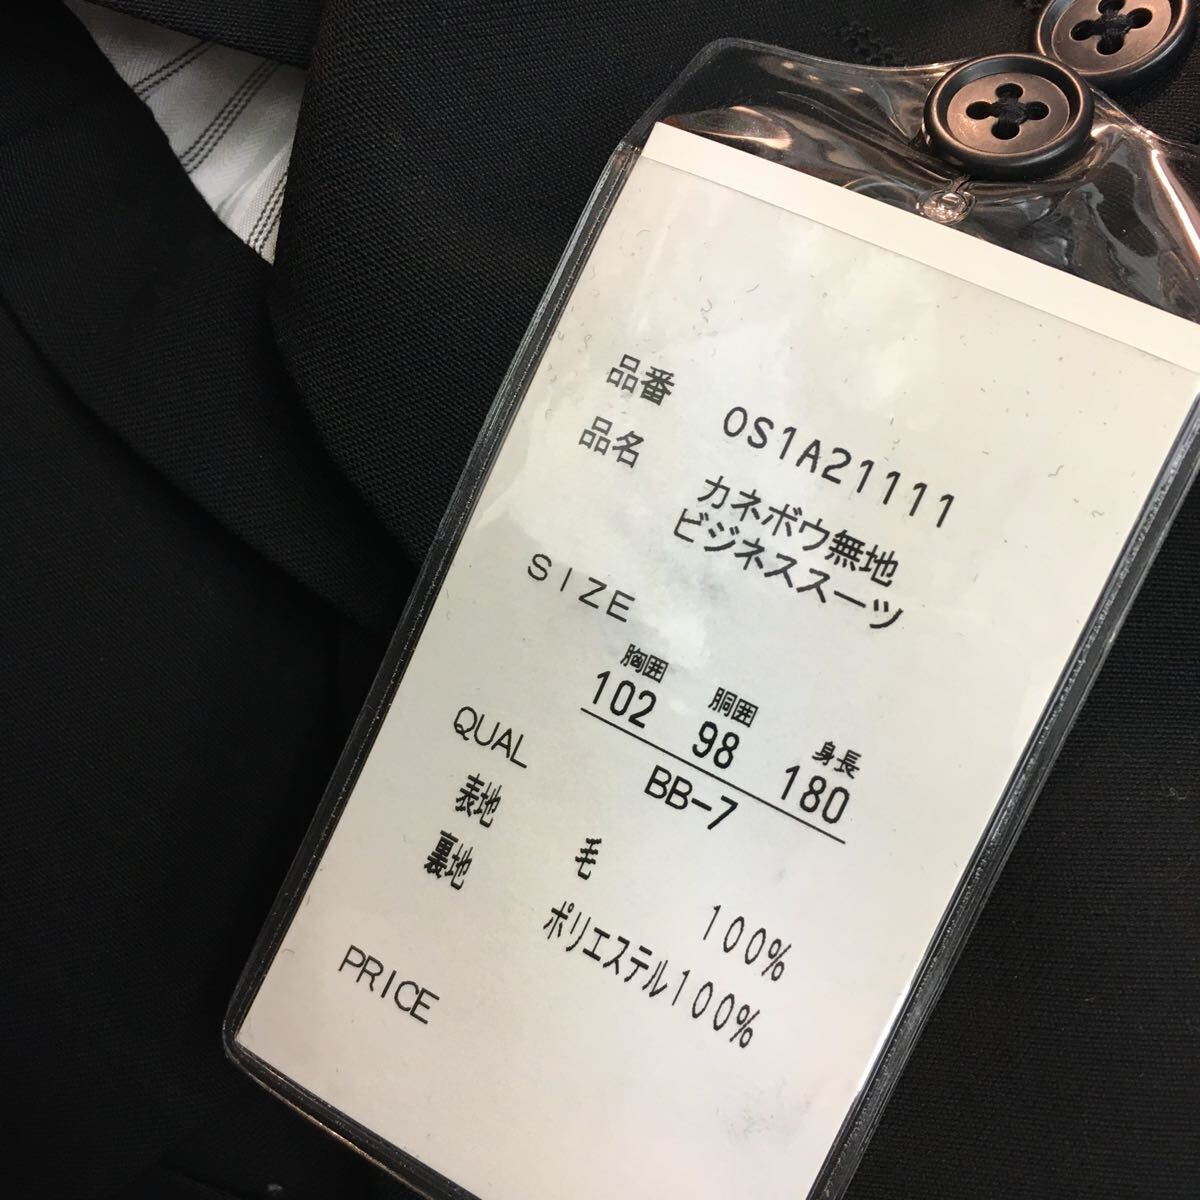 品番 OS1A21111
品名 カネボウ無地
ビジネススーツ
SIZE
胸囲 胴囲 身長
102 98 180
BB-7
QUAL
表地 毛 100%
裏地 ポリエステル100%
PRICE